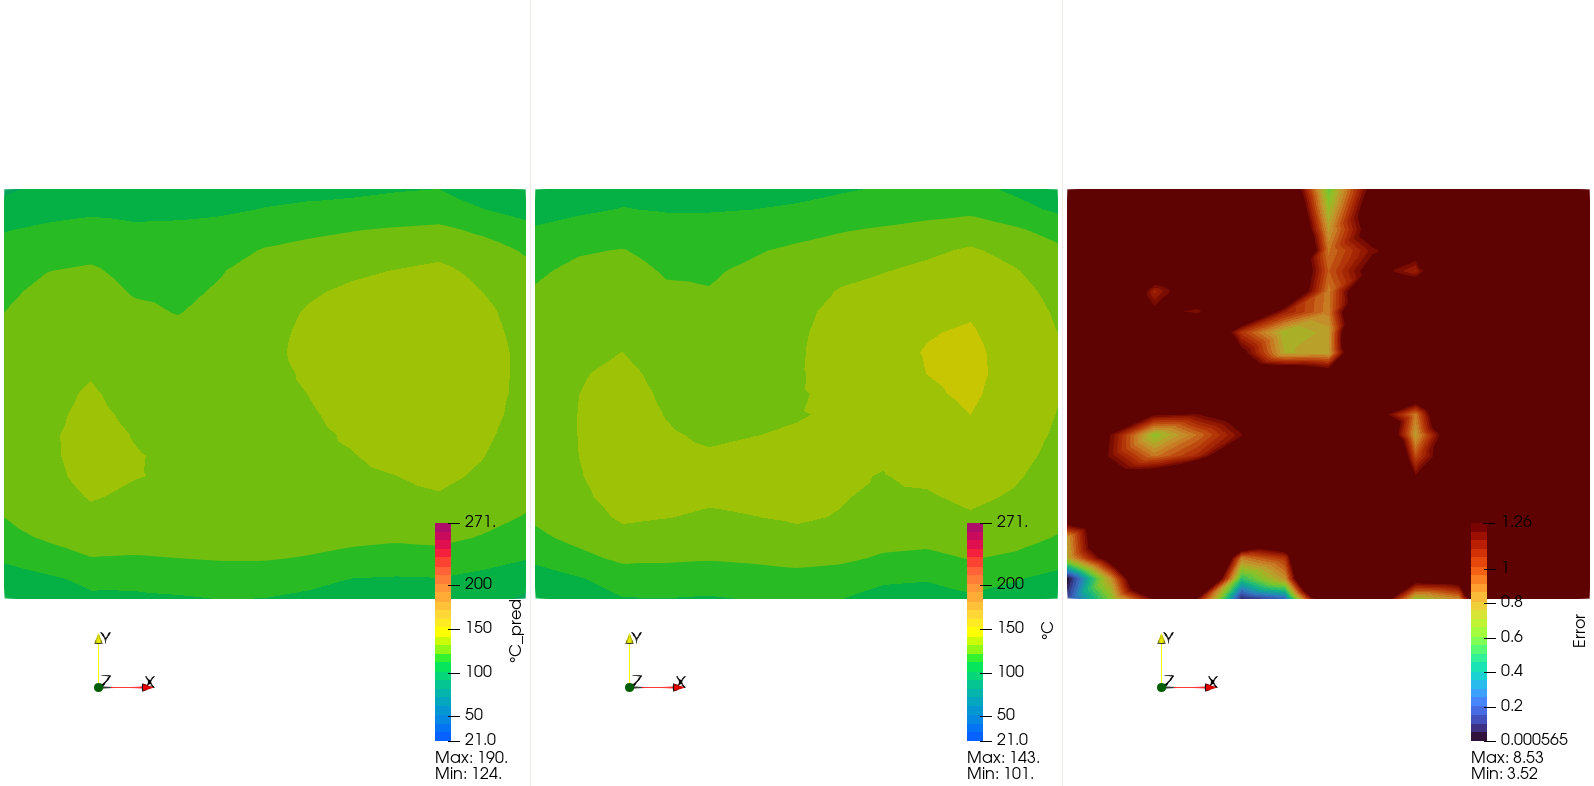 271.
200
150
100
50
21.0
°C_pred
Max: 190.
Min: 124.
Y
Z
X
271.
200
150
100
50
21.0
°C
Max: 143.
Min: 101.
Y
Z
X
1.26
1
0.8
0.6
0.4
0.2
0.000565
Error
Max: 8.53
Min: 3.52
Y
Z
X